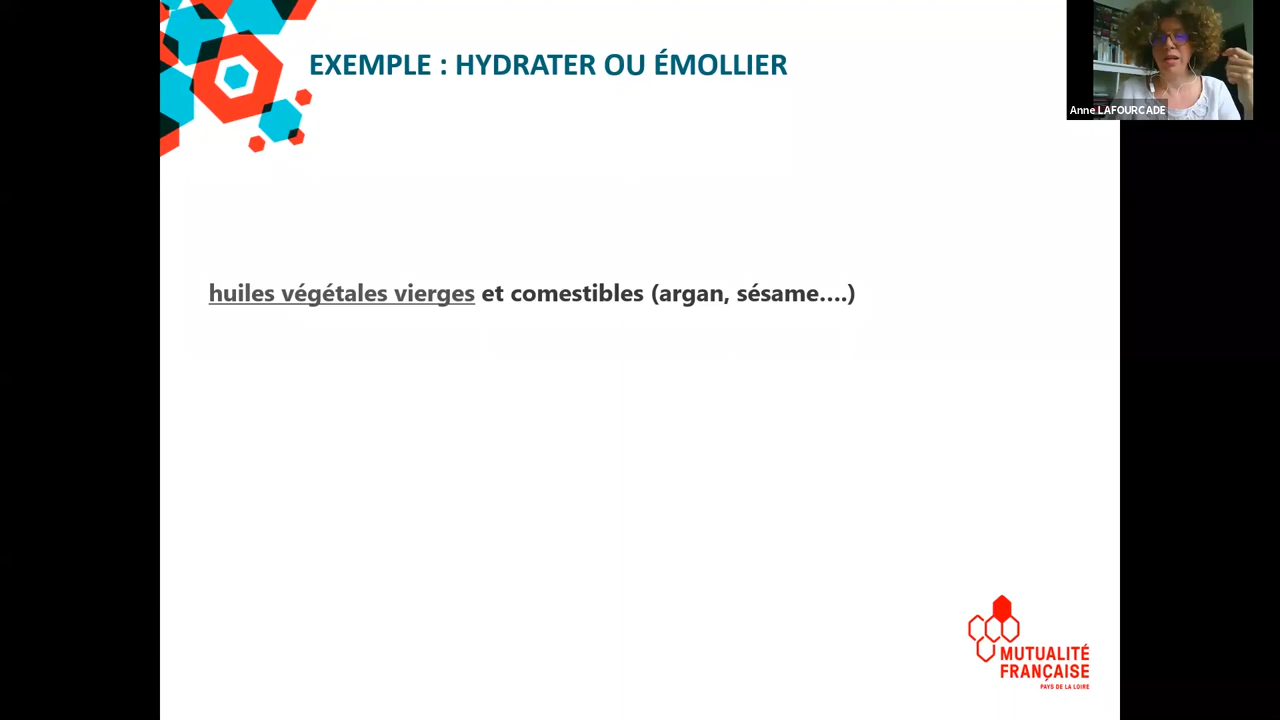 EXEMPLE : HYDRATER OU ÉMOLLIER
Anne LAFOURCADE
huiles végétales vierges et comestibles (argan, sésame....)
MUTUALITÉ
FRANÇAISE
PAYS DE LA LOIRE